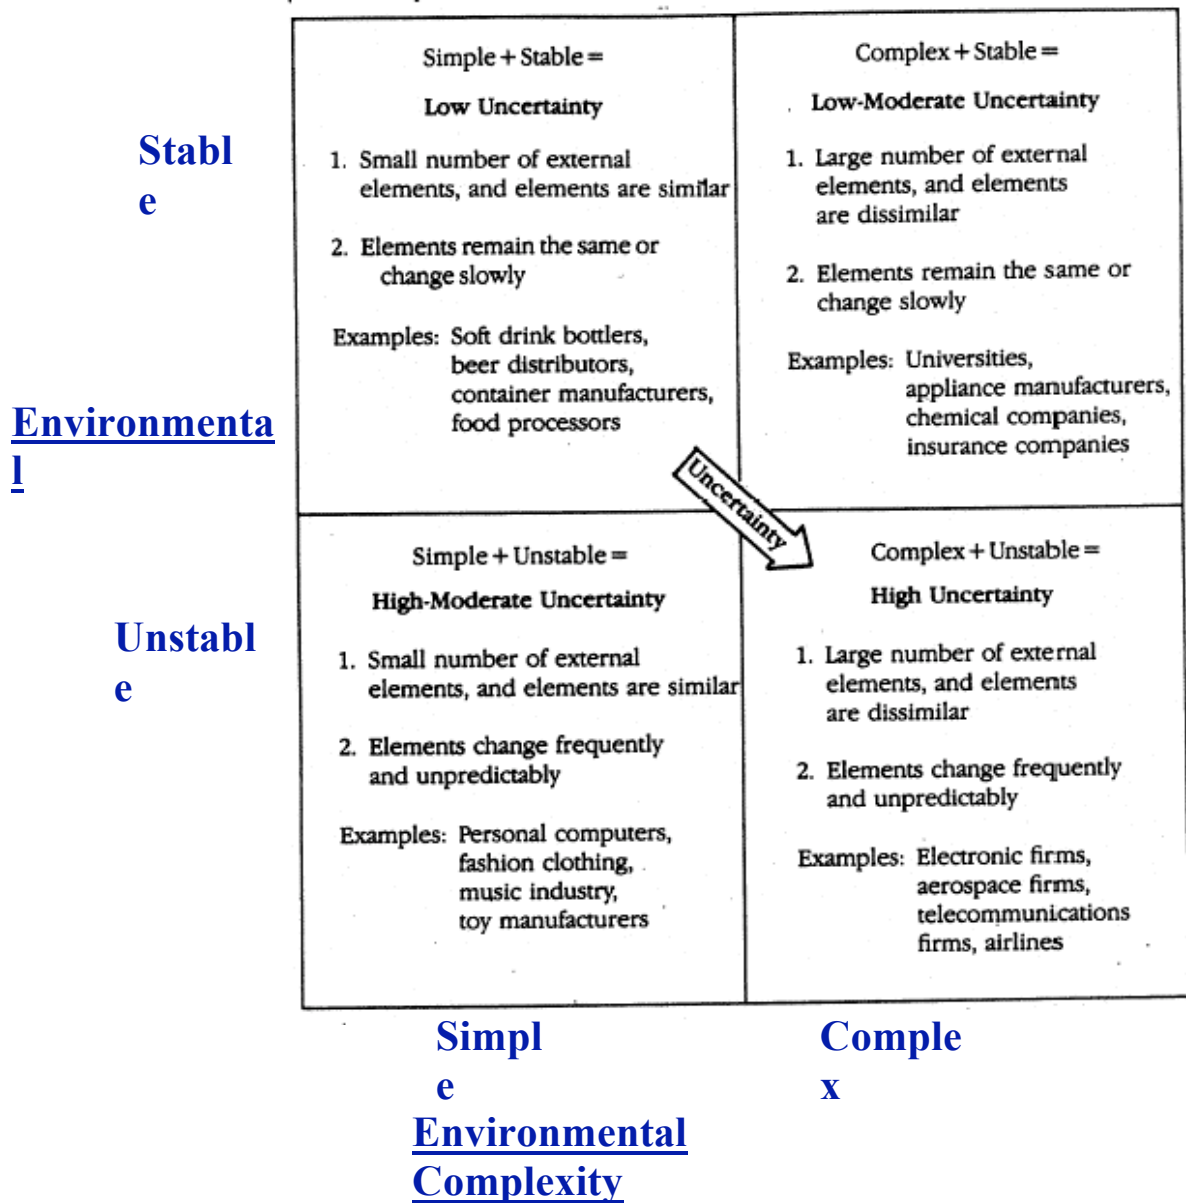 Simple + Stable =
Low Uncertainty
1. Small number of external
elements, and elements are similar
2. Elements remain the same or
change slowly
Examples: Soft drink bottlers,
beer distributors,
container manufacturers,
food processors
Complex + Stable =
Low-Moderate Uncertainty
1. Large number of external
elements, and elements
are dissimilar
2. Elements remain the same or
change slowly
Examples: Universities,
appliance manufacturers,
chemical companies,
insurance companies
Stabl
e
Environmenta
l
Uncertainty
Unstabl
e
Simple + Unstable =
High-Moderate Uncertainty
1. Small number of external
elements, and elements are similar
2. Elements change frequently
and unpredictably
Examples: Personal computers,
fashion clothing,
music industry,
toy manufacturers
Complex + Unstable =
High Uncertainty
1. Large number of external
elements, and elements
are dissimilar
2. Elements change frequently
and unpredictably
Examples: Electronic firms,
aerospace firms,
telecommunications
firms, airlines
Simpl
e
Comple
x
Environmental
Complexity